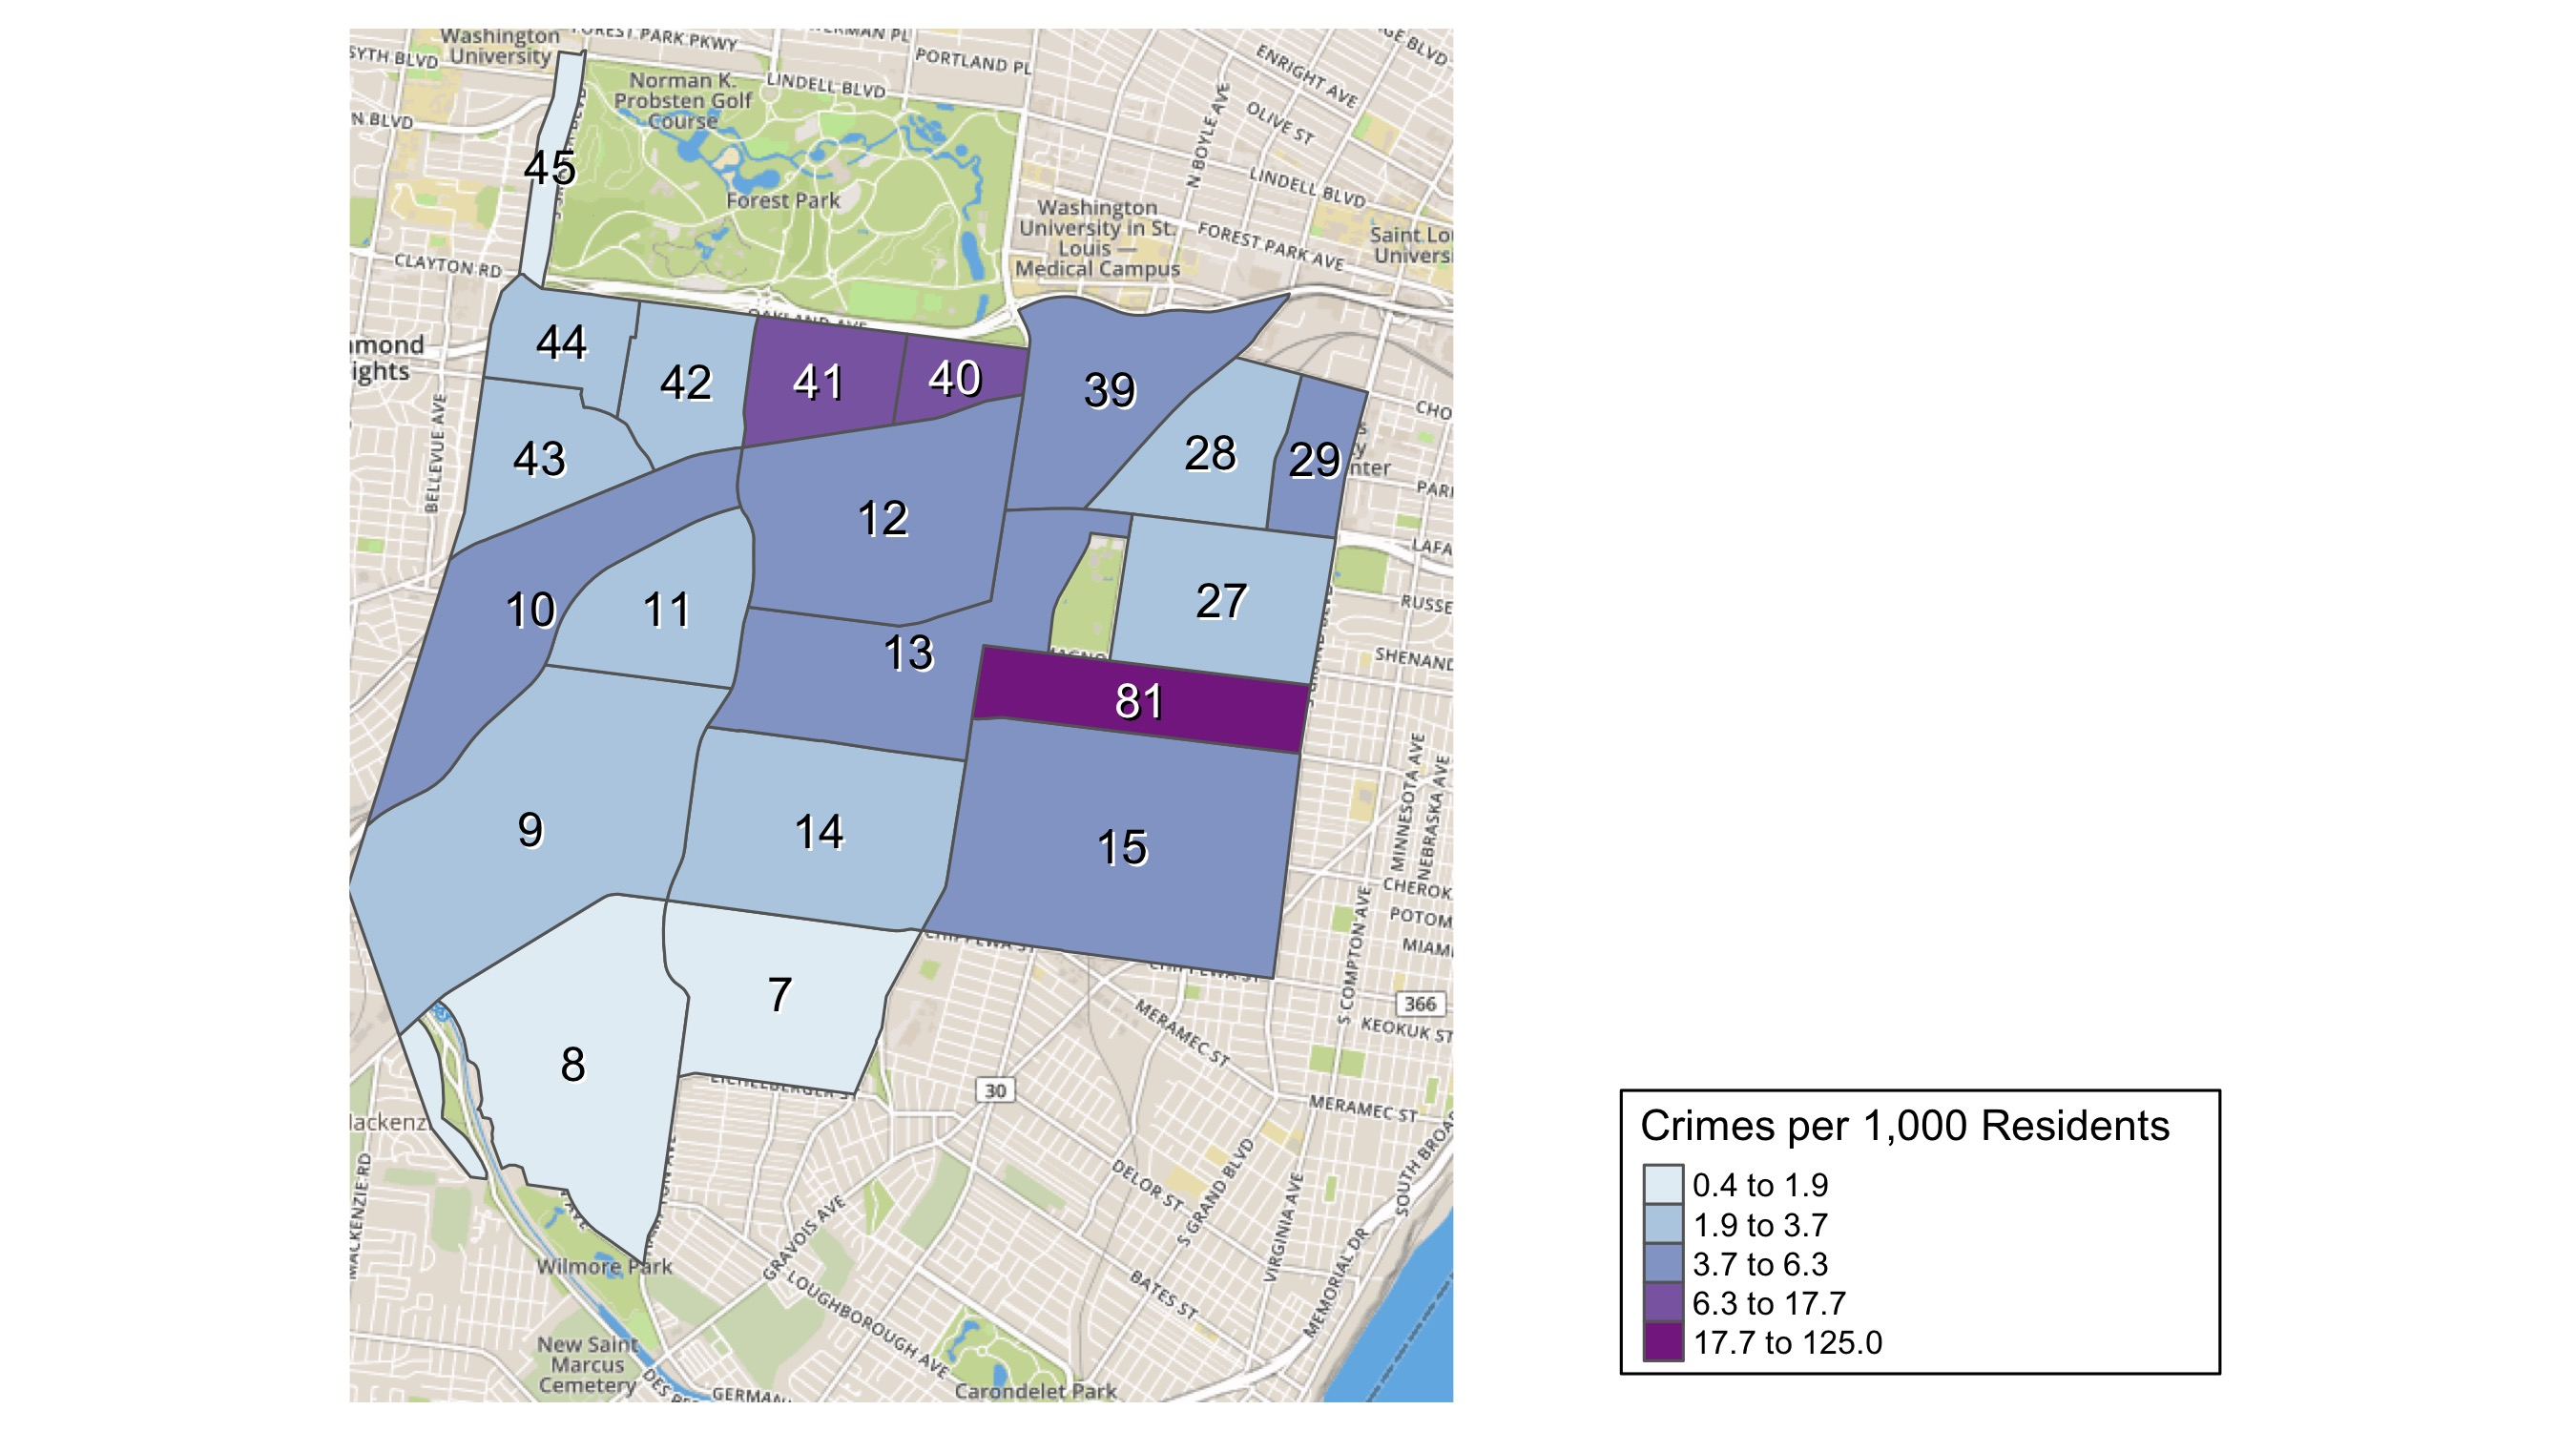 Washington
University
FOREST PARK PKWY
PORTLAND PL
ENRIGHT AVE
OLIVE ST
N BOYLE AVE
LINDELL BLVD
LINDELL BLVD
Norman K.
Probsten Golf
Course
45
Forest Park
Washington
University in St.
Louis —
Medical Campus
FOREST PARK AVE
CLAYTON RD
44
42
41
40
39
28
29
43
BELLEVUE AVE
12
10
11
27
13
81
9
14
15
MINNESOTA AVE
NEBRASKA AVE
S COMPTON AVE
7
8
CHIPPEWA ST
MERAMEC ST
366
KEOKUK ST
30
MERAMEC ST
DELOR ST
S GRAND BLVD
VIRGINIA AVE
MACKENZIE RD
GRAVOIS AVE
LOUGHBOROUGH AVE
BATES ST
MEMORIAL DR
Wilmore Park
New Saint
Marcus
Cemetery
Carondelet Park
Crimes per 1,000 Residents
0.4 to 1.9
1.9 to 3.7
3.7 to 6.3
6.3 to 17.7
17.7 to 125.0